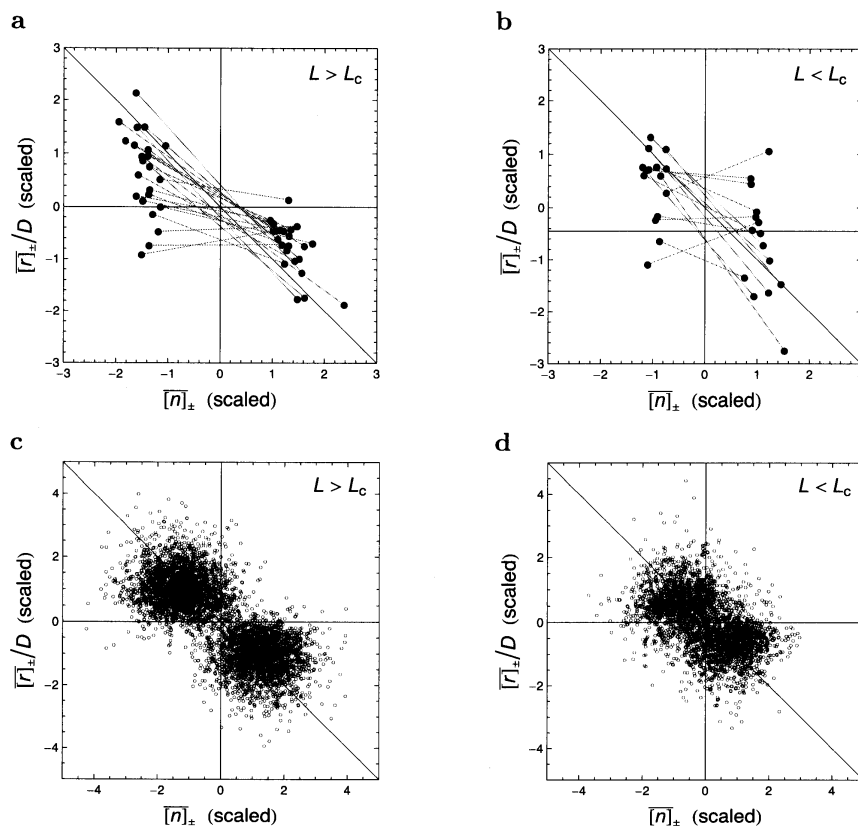 a
b
3
2
1
0
−1
−2
−3
[r]±/D (scaled)
L > Lc
−3 −2 −1 0 1 2 3
[n]± (scaled)
3
2
1
0
−1
−2
−3
[r]±/D (scaled)
L < Lc
−3 −2 −1 0 1 2
[n]± (scaled)
c
d
4
2
0
−2
−4
[r]±/D (scaled)
L > Lc
−4 −2 0 2 4
[n]± (scaled)
4
2
0
−2
−4
[r]±/D (scaled)
L < Lc
−4 −2 0 2 4
[n]± (scaled)